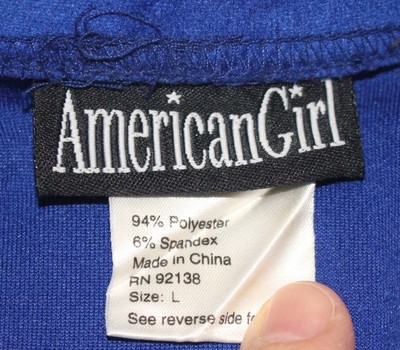 AmericanGirl
94% Polyester
6% Spandex
Made in China
RN 92138
Size: L
See reverse side